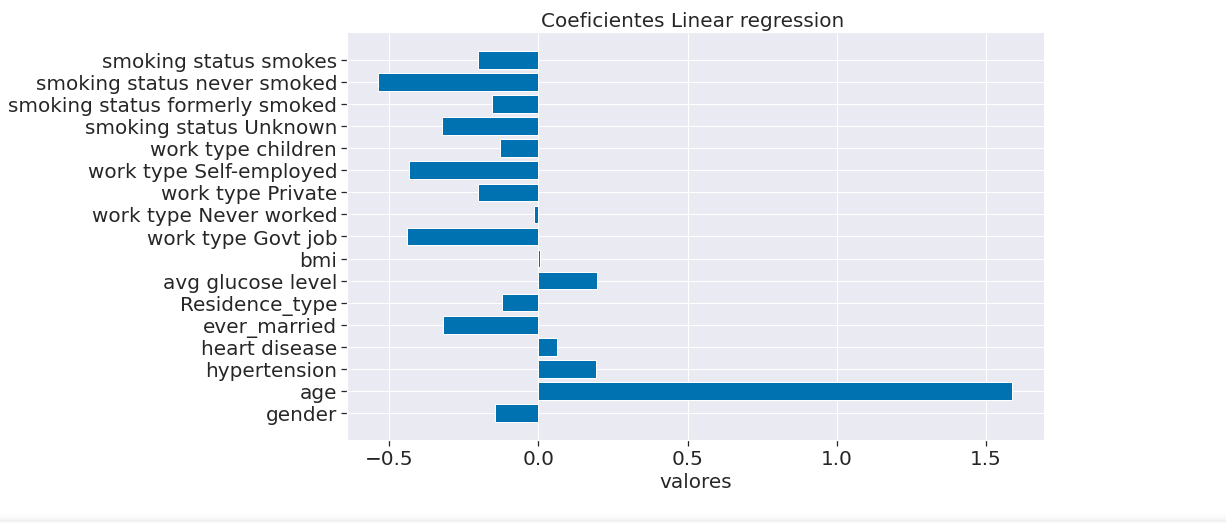 Coeficientes Linear regression
smoking status smokes
smoking status never smoked
smoking status formerly smoked
smoking status Unknown
work type children
work type Self-employed
work type Private
work type Never worked
work type Govt job
bmi
avg glucose level
Residence_type
ever_married
heart disease
hypertension
age
gender
−0.5 0.0 0.5 1.0 1.5
valores